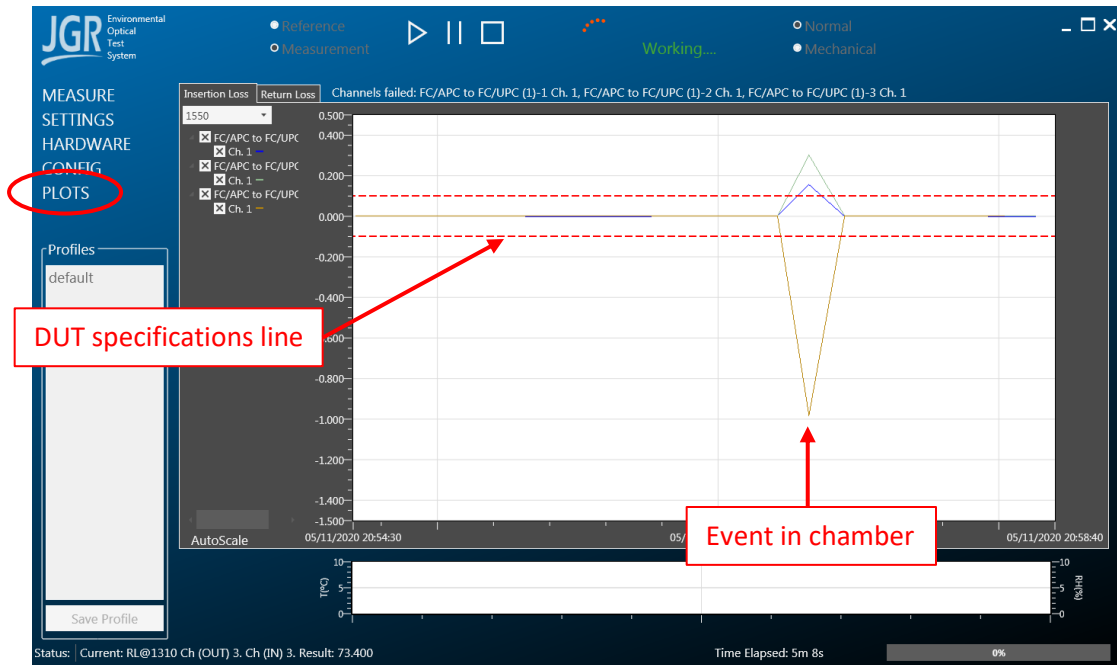 JGR Environmental
Optical
Test
System
Reference
Measurement
Working....
Normal
Mechanical
MEASURE
SETTINGS
HARDWARE
CONFIG
PLOTS
Insertion Loss Return Loss Channels failed: FC/APC to FC/UPC (1)-1 Ch. 1, FC/APC to FC/UPC (1)-2 Ch. 1, FC/APC to FC/UPC (1)-3 Ch. 1
1550
FC/APC to FC/UPC
Ch. 1
FC/APC to FC/UPC
Ch. 1
FC/APC to FC/UPC
Ch. 1
0.500
0.400
0.200
0.000
-0.200
-0.400
-0.800
-1.000
-1.200
-1.400
-1.500
Profiles
default
DUT specifications line
Event in chamber
AutoScale
05/11/2020 20:54:30
05/11/2020 20:58:40
10
5
0
T(ºC)
10
5
0
RH(%)
Save Profile
Status: Current: RL@1310 Ch (OUT) 3. Ch (IN) 3. Result: 73.400
Time Elapsed: 5m 8s
0%